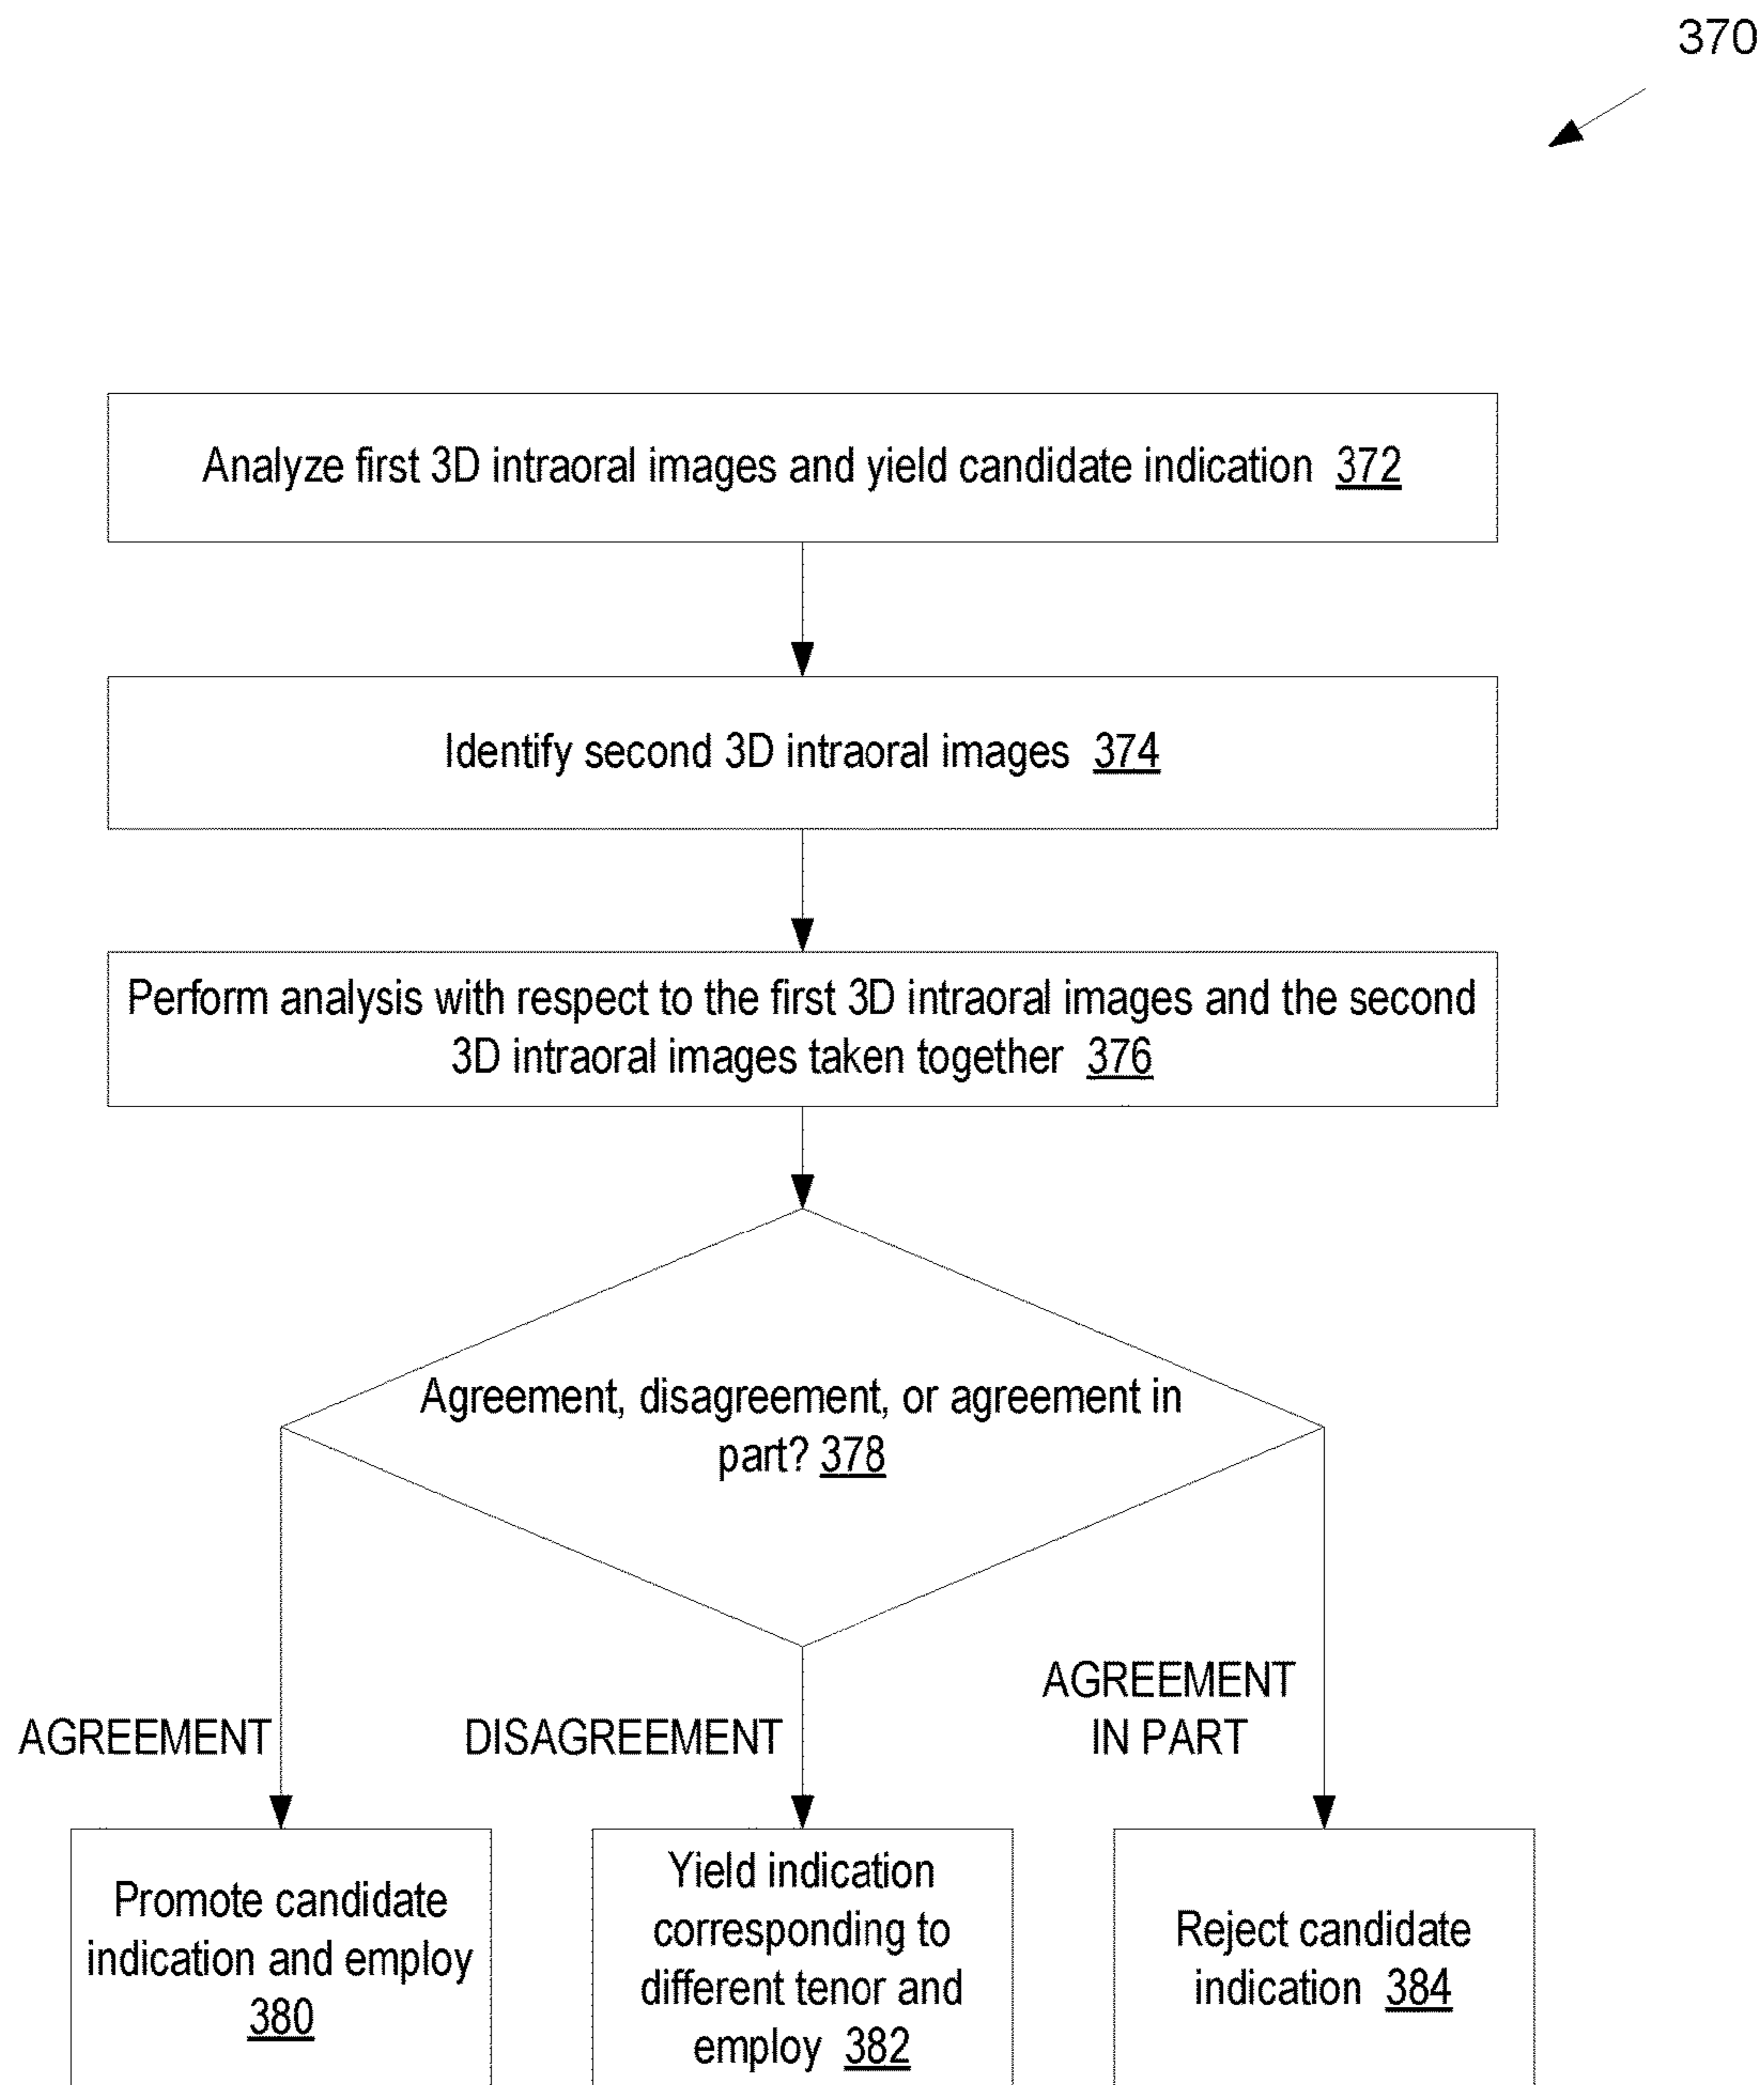 370
Analyze first 3D intraoral images and yield candidate indication 372
Identify second 3D intraoral images 374
Perform analysis with respect to the first 3D intraoral images and the second
3D intraoral images taken together 376
Agreement, disagreement, or agreement in
part? 378
AGREEMENT
DISAGREEMENT
AGREEMENT
IN PART
Promote candidate
indication and employ
380
Yield indication
corresponding to
different tenor and
employ 382
Reject candidate
indication 384